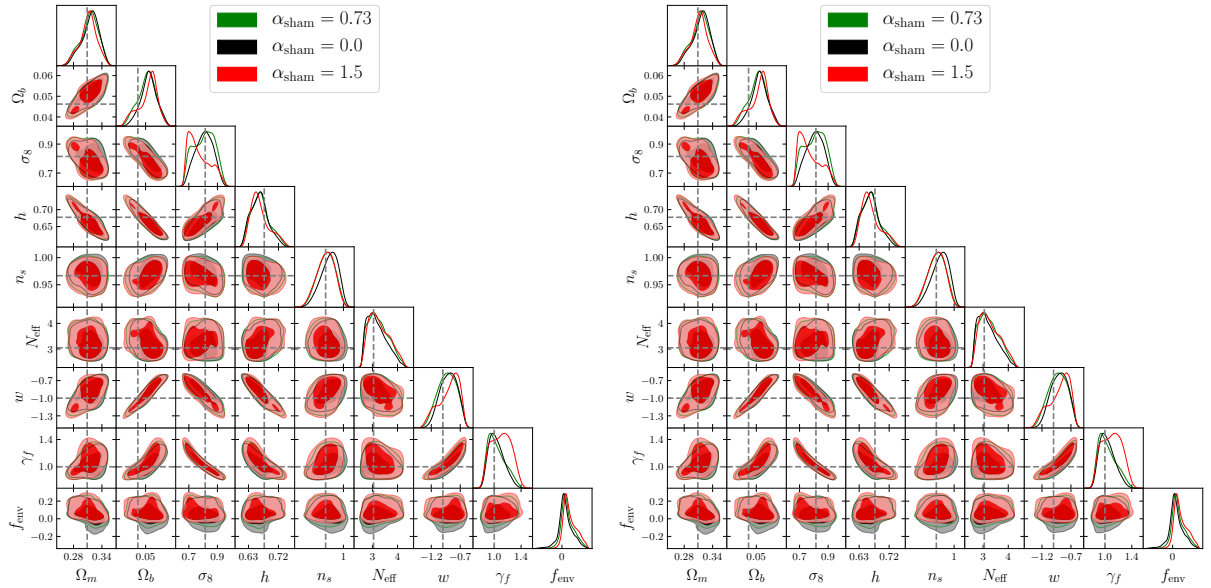 α_sham = 0.73
α_sham = 0.0
α_sham = 1.5
0.06
0.05
0.04
Ω_b
0.9
0.7
σ_8
0.70
0.65
h
1.00
0.95
n_s
4
3
N_eff
−0.7
−1.0
−1.3
w
1.4
1.0
γ_f
0.2
0.0
−0.2
f_env
0.28 0.34 0.05 0.7 0.9 0.63 0.72 1 3 4 −1.2 −0.7 1.0 1.4 0
Ω_m Ω_b σ_8 h n_s N_eff w γ_f f_env
α_sham = 0.73
α_sham = 0.0
α_sham = 1.5
0.06
0.05
0.04
Ω_b
0.9
0.7
σ_8
0.70
0.65
h
1.00
0.95
n_s
4
3
N_eff
−0.7
−1.0
−1.3
w
1.4
1.0
γ_f
0.2
0.0
−0.2
f_env
0.28 0.34 0.05 0.7 0.9 0.63 0.72 1 3 4 −1.2 −0.7 1.0 1.4 0
Ω_m Ω_b σ_8 h n_s N_eff w γ_f f_env